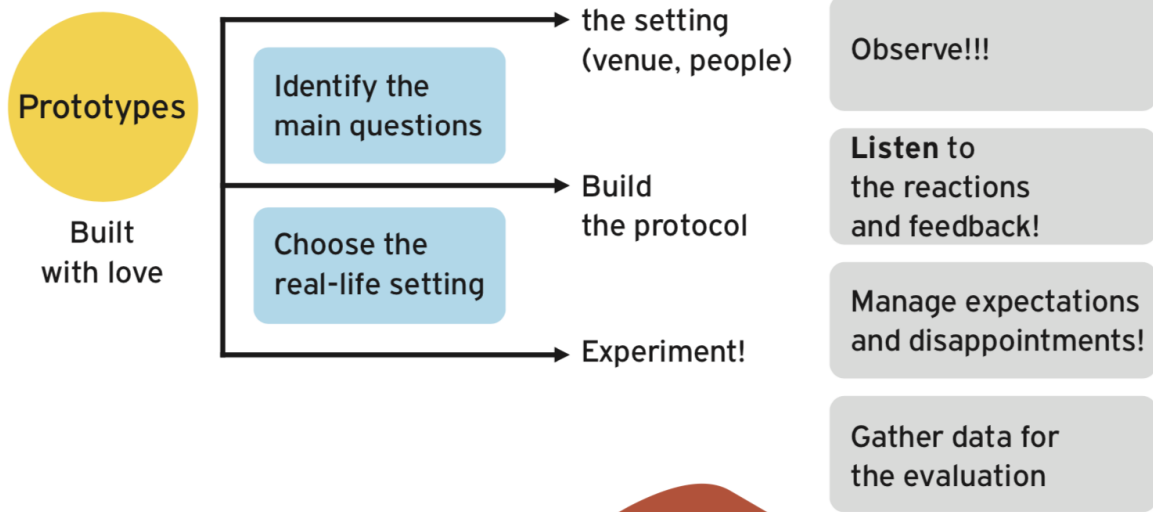 Prototypes
Built
with love
Identify the
main questions
Choose the
real-life setting
the setting
(venue, people)
Build
the protocol
Experiment!
Observe!!!
Listen to
the reactions
and feedback!
Manage expectations
and disappointments!
Gather data for
the evaluation